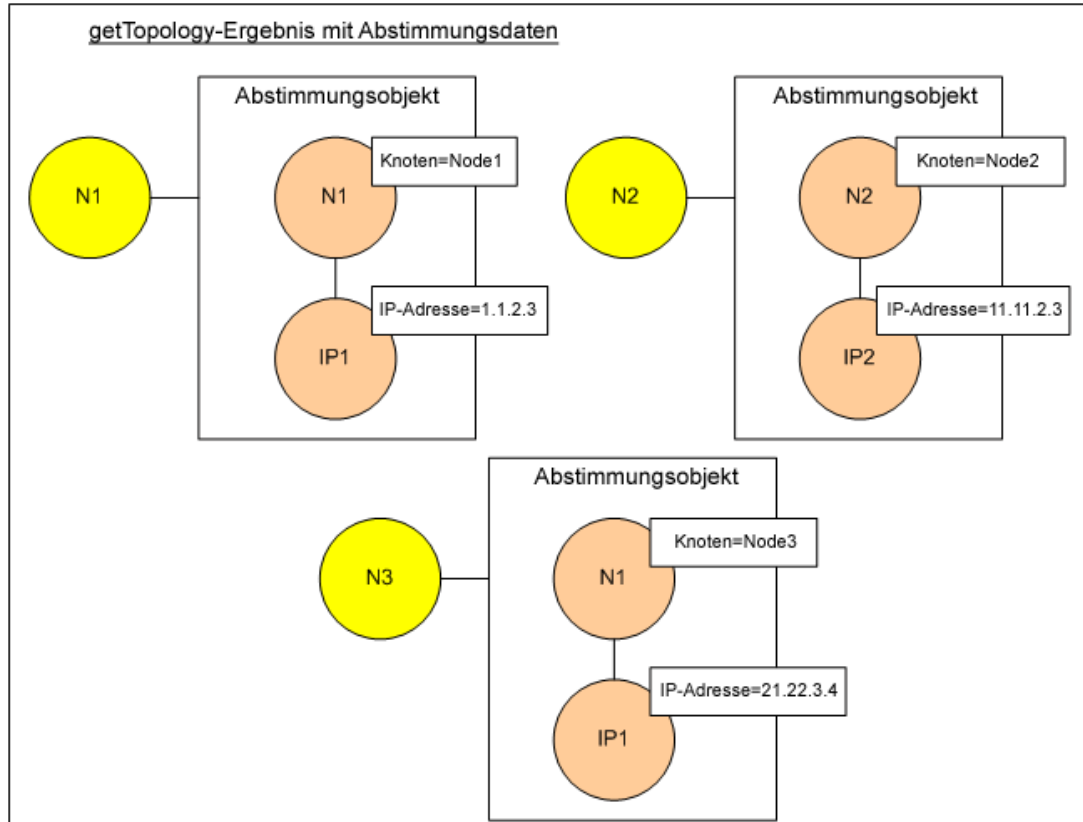 getTopology-Ergebnis mit Abstimmungsdaten
Abstimmungsobjekt
N1
N1
Knoten=Node1
IP1
IP-Adresse=1.1.2.3
Abstimmungsobjekt
N2
N2
Knoten=Node2
IP2
IP-Adresse=11.11.2.3
Abstimmungsobjekt
N3
N1
Knoten=Node3
IP1
IP-Adresse=21.22.3.4